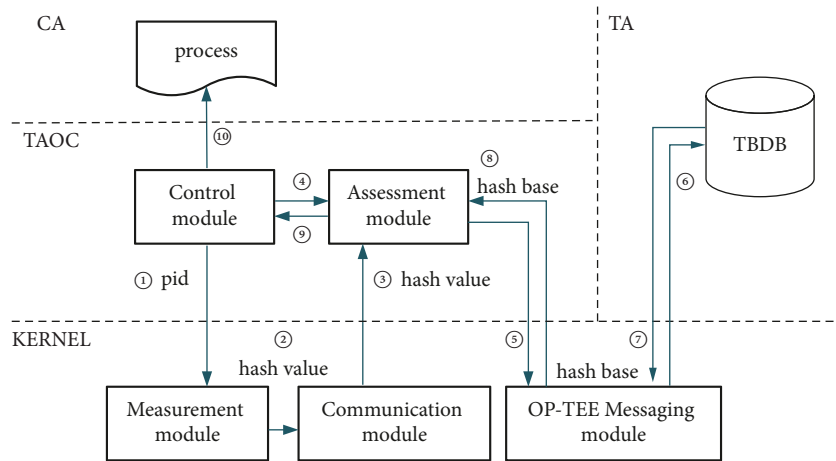 CA
TA
process
TAOC
⑩
TBDB
④
⑧
hash base
⑥
Control
module
Assessment
module
⑨
① pid
③ hash value
KERNEL
②
hash value
⑤
⑦
hash base
Measurement
module
Communication
module
OP-TEE Messaging
module